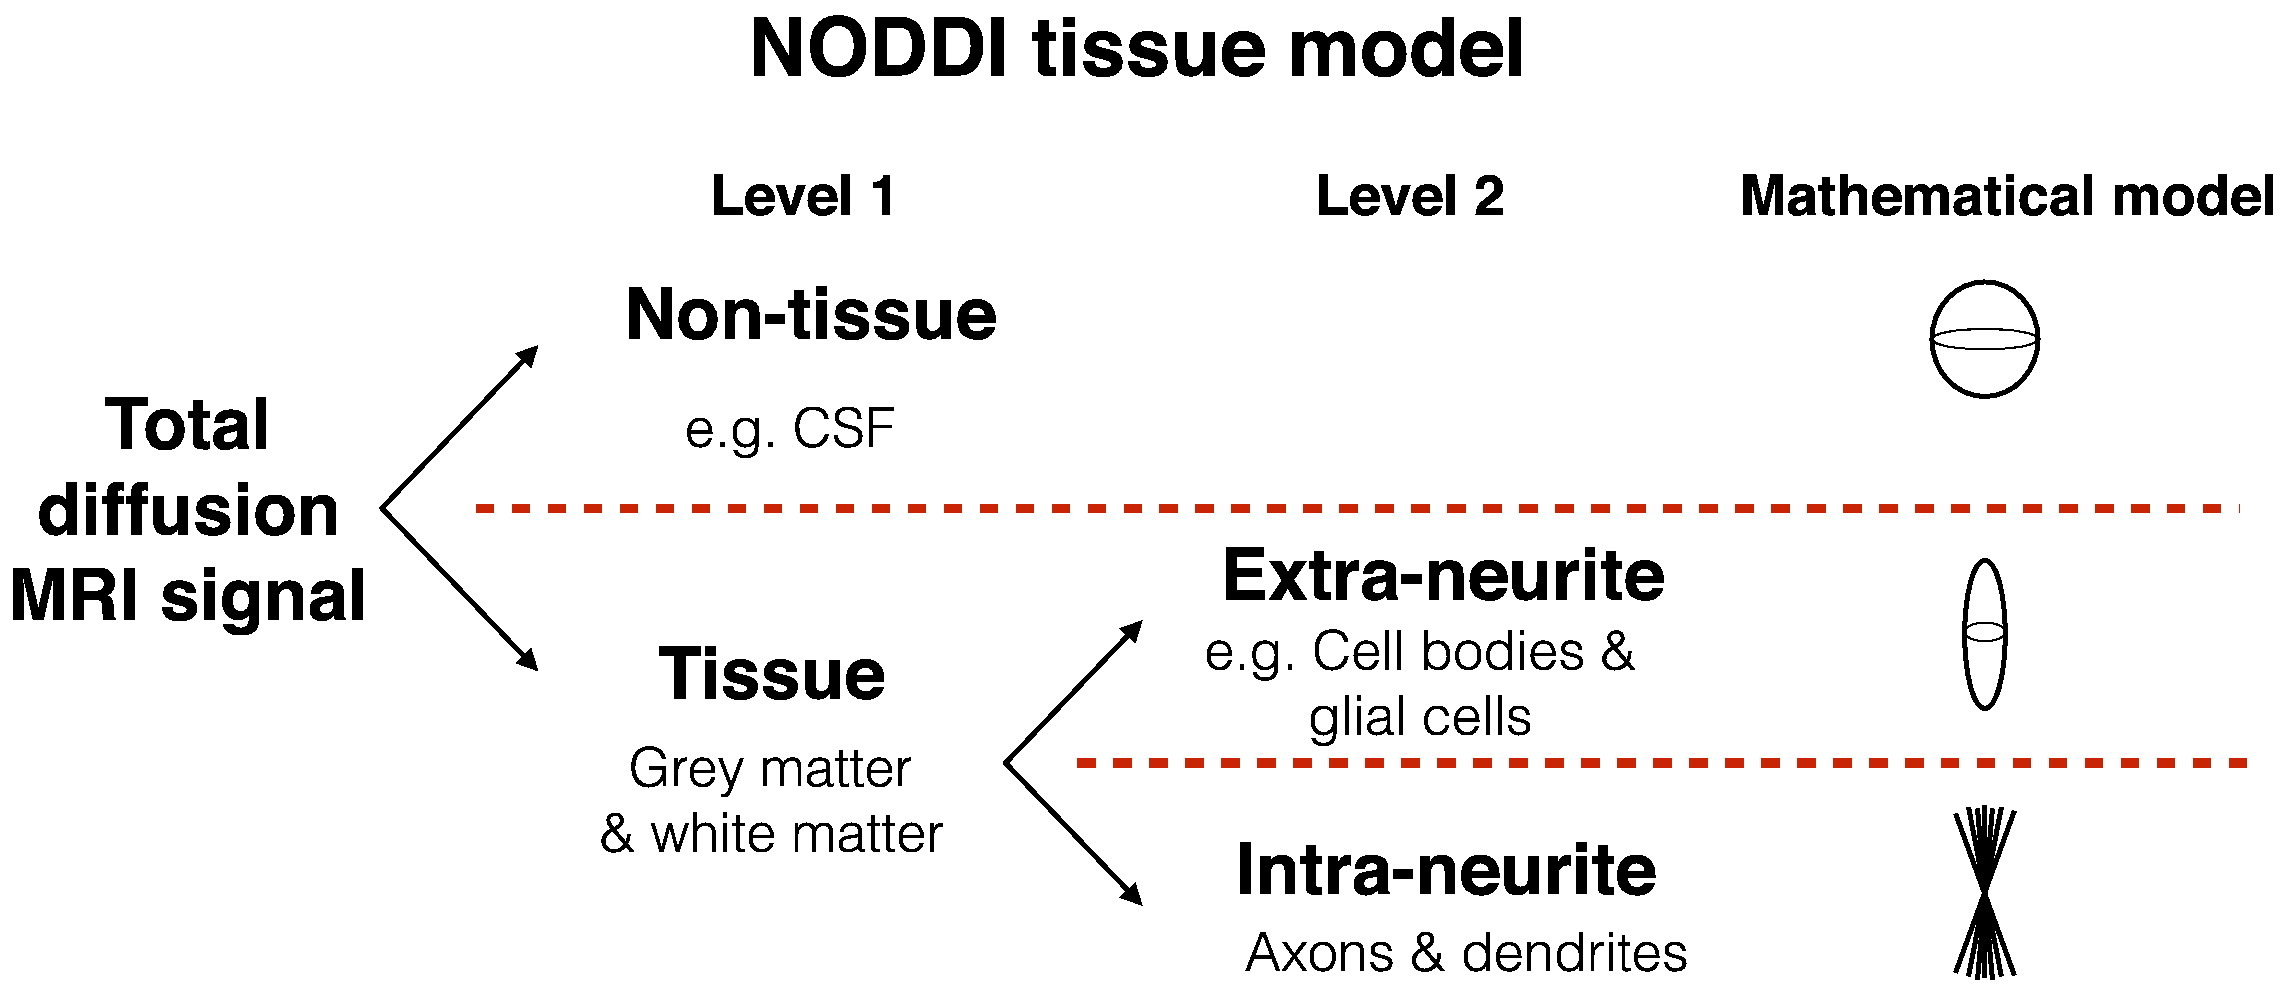 NODDI tissue model
Level 1
Level 2
Mathematical model
Total
diffusion
MRI signal
Non-tissue
e.g. CSF
Tissue
Grey matter
& white matter
Extra-neurite
e.g. Cell bodies &
glial cells
Intra-neurite
Axons & dendrites